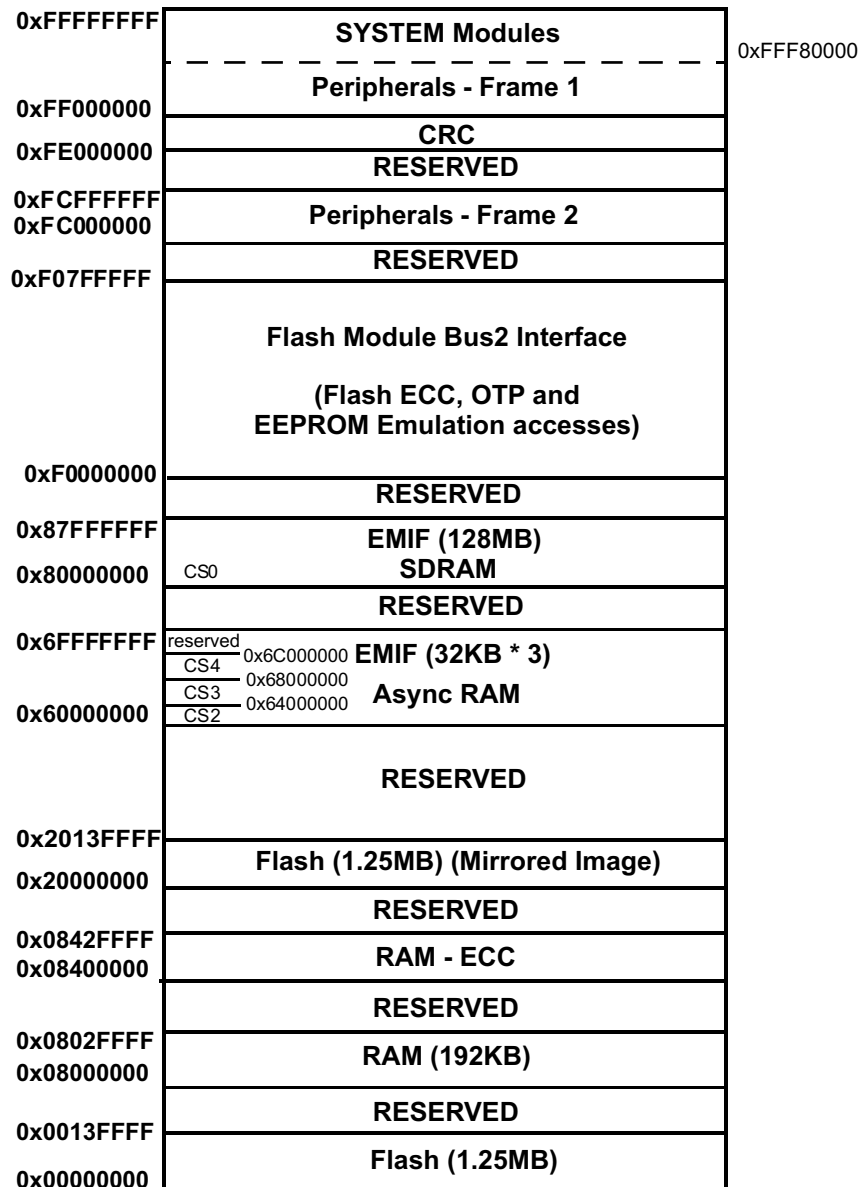 0xFFFFFFFF
SYSTEM Modules
0xFFF80000
Peripherals - Frame 1
0xFF000000
CRC
0xFE000000
RESERVED
0xFCFFFFFF
Peripherals - Frame 2
0xFC000000
RESERVED
0xF07FFFFF
Flash Module Bus2 Interface
(Flash ECC, OTP and
EEPROM Emulation accesses)
0xF0000000
RESERVED
0x87FFFFFF
EMIF (128MB)
0x80000000 CS0 SDRAM
RESERVED
0x6FFFFFFF reserved
0x6C000000 EMIF (32KB * 3)
CS4
0x68000000
CS3 Async RAM
0x64000000
0x60000000 CS2
RESERVED
0x2013FFFF
Flash (1.25MB) (Mirrored Image)
0x20000000
RESERVED
0x0842FFFF
RAM - ECC
0x08400000
RESERVED
0x0802FFFF
RAM (192KB)
0x08000000
RESERVED
0x0013FFFF
Flash (1.25MB)
0x00000000